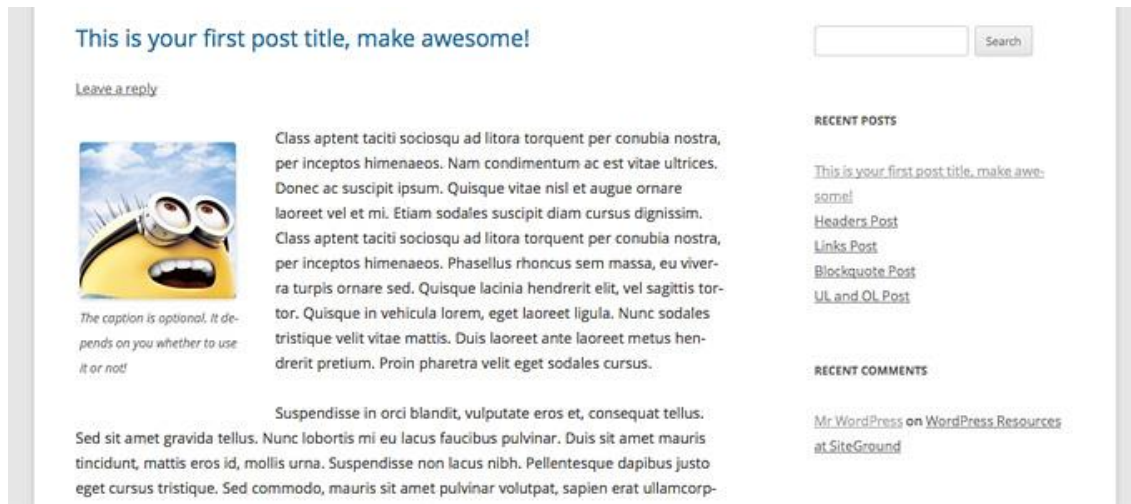 This is your first post title, make awesome!
Leave a reply
Class aptent taciti sociosqu ad litora torquent per conubia nostra,
per inceptos himenaeos. Nam condimentum ac est vitae ultrices.
Donec ac suscipit ipsum. Quisque vitae nisl et augue ornare
laoreet vel et mi. Etiam sodales suscipit diam cursus dignissim.
Class aptent taciti sociosqu ad litora torquent per conubia nostra,
per inceptos himenaeos. Phasellus rhoncus sem massa, eu viver-
ra turpis ornare sed. Quisque lacinia hendrerit elit, vel sagittis tor-
tor. Quisque in vehicula lorem, eget laoreet ligula. Nunc sodales
tristique velit vitae mattis. Duis laoreet ante laoreet metus hen-
drerit pretium. Proin pharetra velit eget sodales cursus.
The caption is optional. It de-
pends on you whether to use
it or not!
Suspendisse in orci blandit, vulputate eros et, consequat tellus.
Sed sit amet gravida tellus. Nunc lobortis mi eu lacus faucibus pulvinar. Duis sit amet mauris
tincidunt, mattis eros id, mollis urna. Suspendisse non lacus nibh. Pellentesque dapibus justo
eget cursus tristique. Sed commodo, mauris sit amet pulvinar volutpat, sapien erat ullamcorp-
Search
RECENT POSTS
This is your first post title, make awe-
some!
Headers Post
Links Post
Blockquote Post
UL and OL Post
RECENT COMMENTS
Mr WordPress on WordPress Resources
at SiteGround